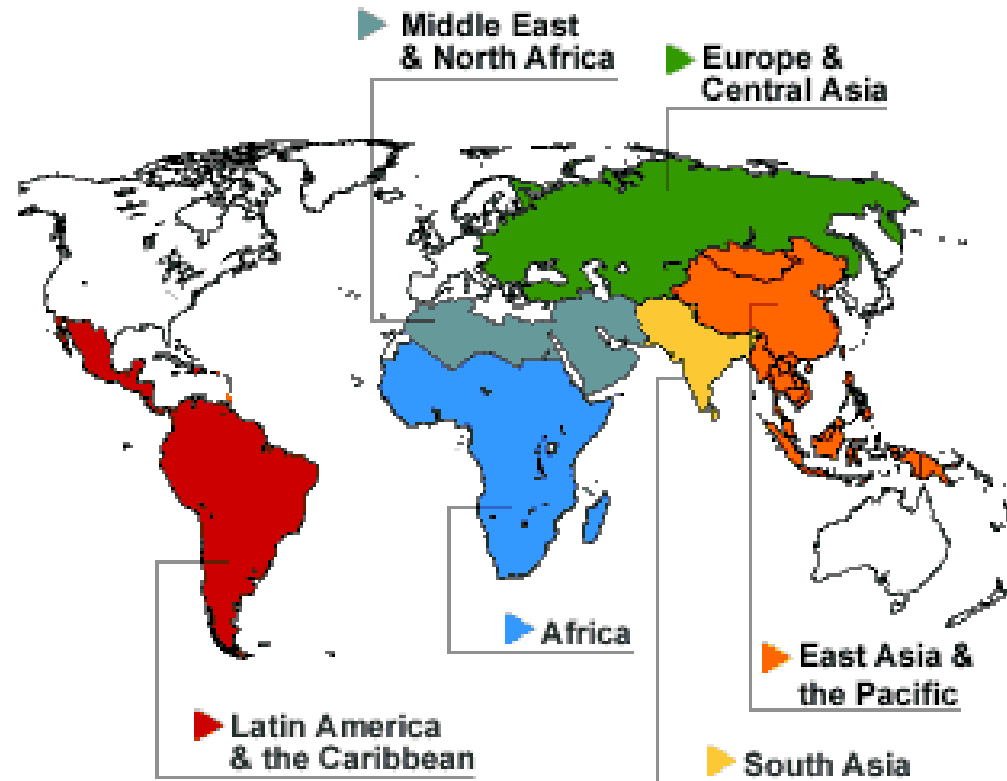 Middle East
& North Africa
Europe &
Central Asia
Africa
East Asia &
the Pacific
Latin America
& the Caribbean
South Asia